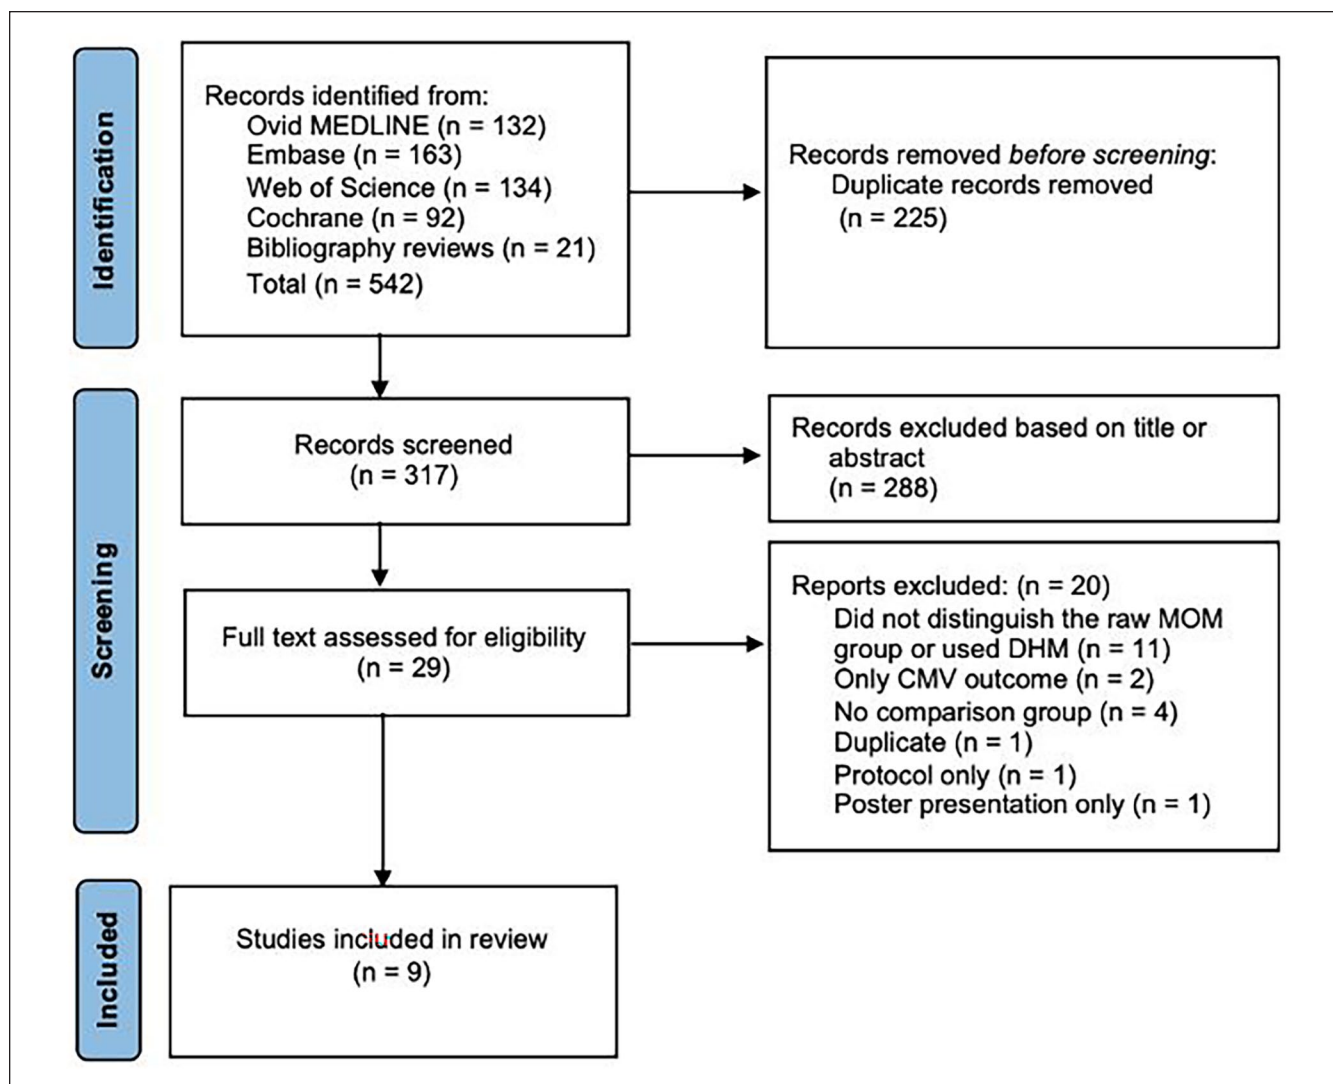 Identification
Records identified from:
Ovid MEDLINE (n = 132)
Embase (n = 163)
Web of Science (n = 134)
Cochrane (n = 92)
Bibliography reviews (n = 21)
Total (n = 542)
Records removed before screening:
Duplicate records removed
(n = 225)
Screening
Records screened
(n = 317)
Records excluded based on title or
abstract
(n = 288)
Full text assessed for eligibility
(n = 29)
Reports excluded: (n = 20)
Did not distinguish the raw MOM
group or used DHM (n = 11)
Only CMV outcome (n = 2)
No comparison group (n = 4)
Duplicate (n = 1)
Protocol only (n = 1)
Poster presentation only (n = 1)
Included
Studies included in review
(n = 9)